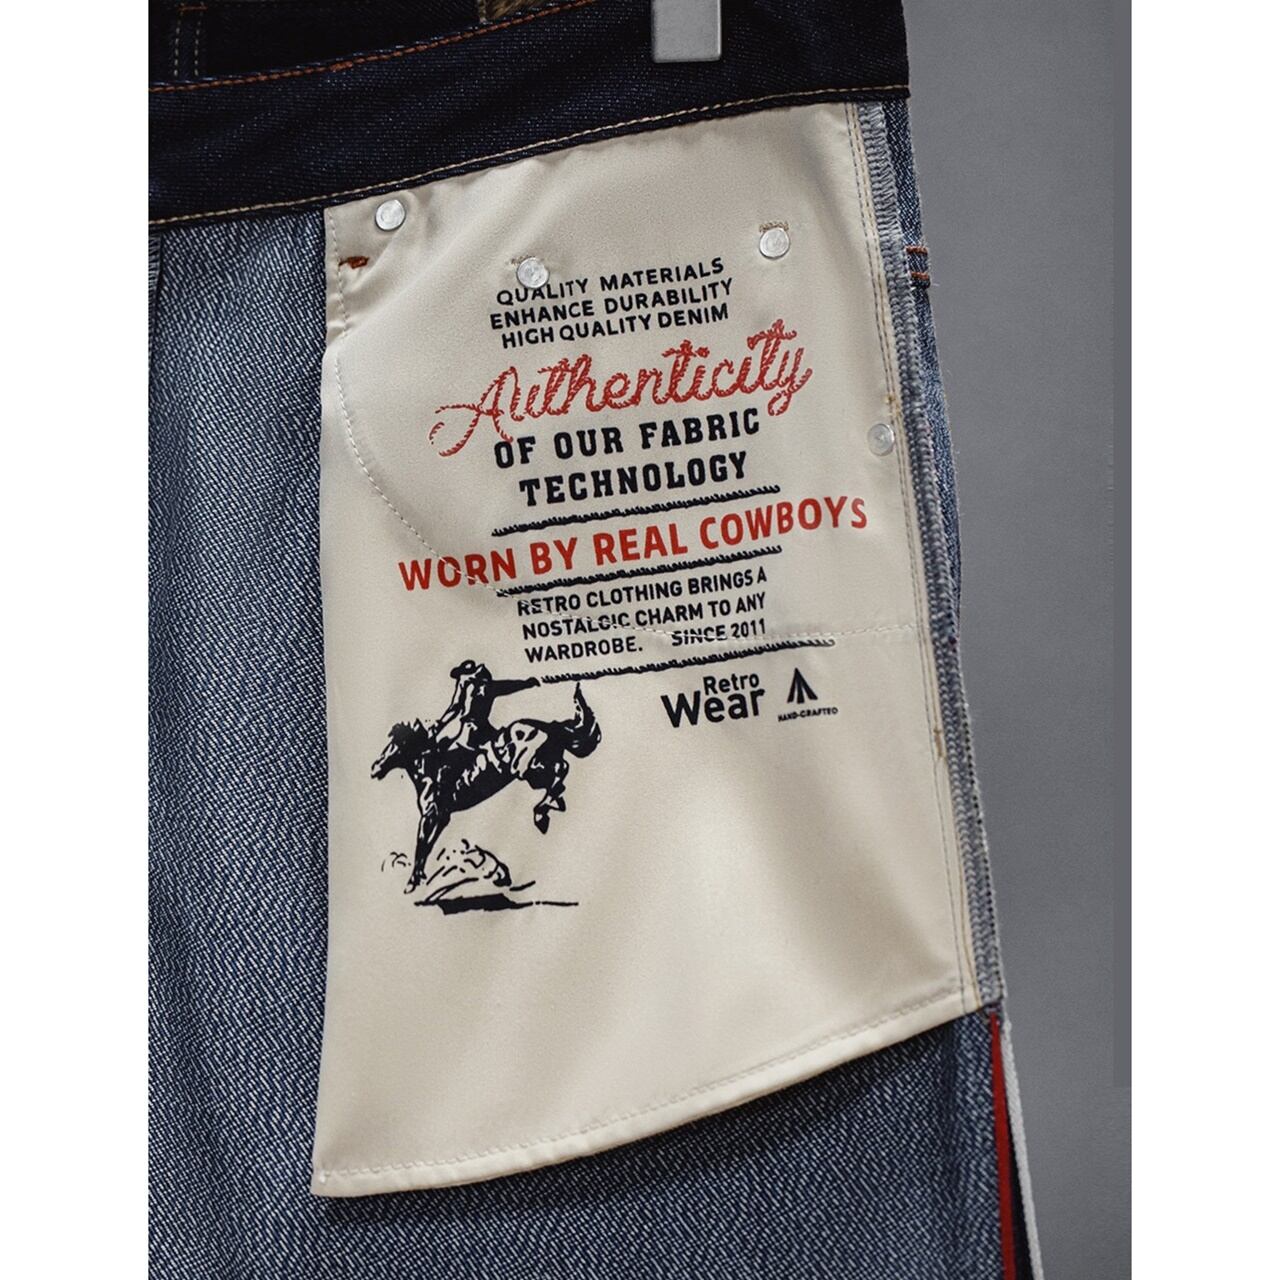 QUALITY MATERIALS
ENHANCE DURABILITY
HIGH QUALITY DENIM
Authenticity
OF OUR FABRIC
TECHNOLOGY
WORN BY REAL COWBOYS
RETRO CLOTHING BRINGS A
NOSTALGIC CHARM TO ANY
WARDROBE. SINCE 2011
Retro
Wear
HAND-CRAFTED